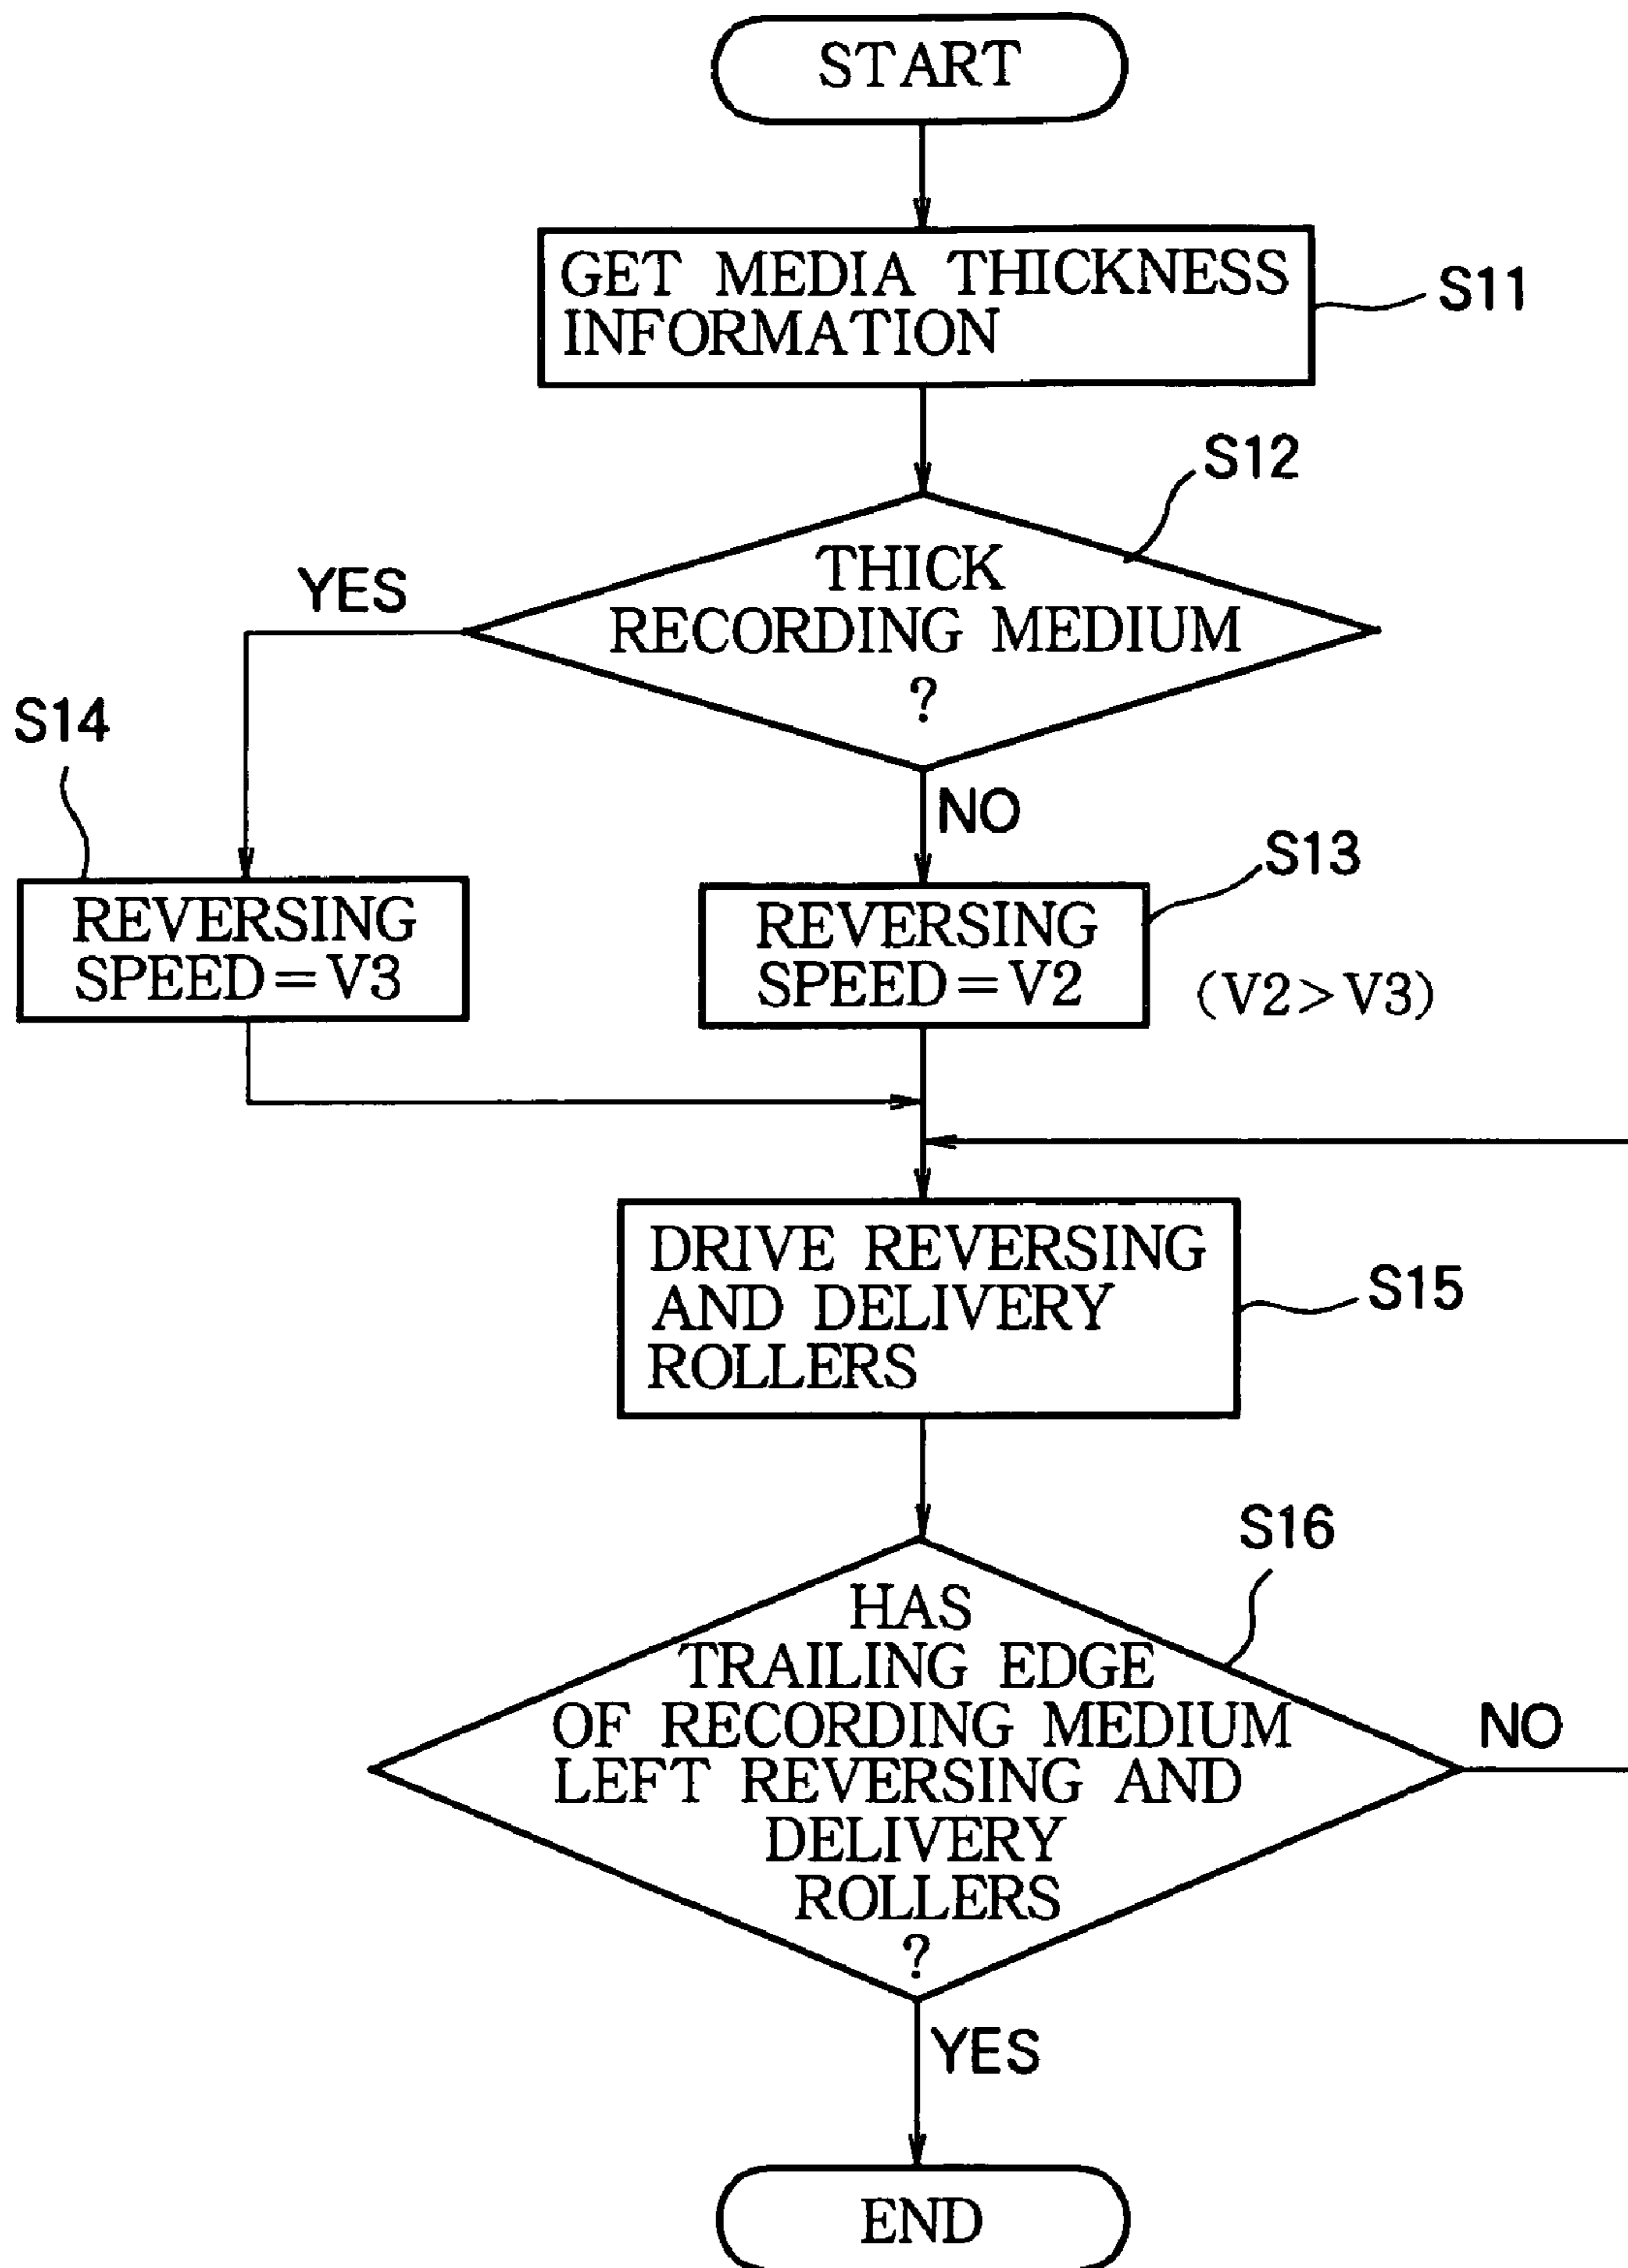 START
GET MEDIA THICKNESS
INFORMATION
S11
S12
THICK
RECORDING MEDIUM
?
YES
NO
S14
REVERSING
SPEED=V3
S13
REVERSING
SPEED=V2
(V2>V3)
DRIVE REVERSING
AND DELIVERY
ROLLERS
S15
S16
HAS
TRAILING EDGE
OF RECORDING MEDIUM
LEFT REVERSING AND
DELIVERY
ROLLERS
?
NO
YES
END